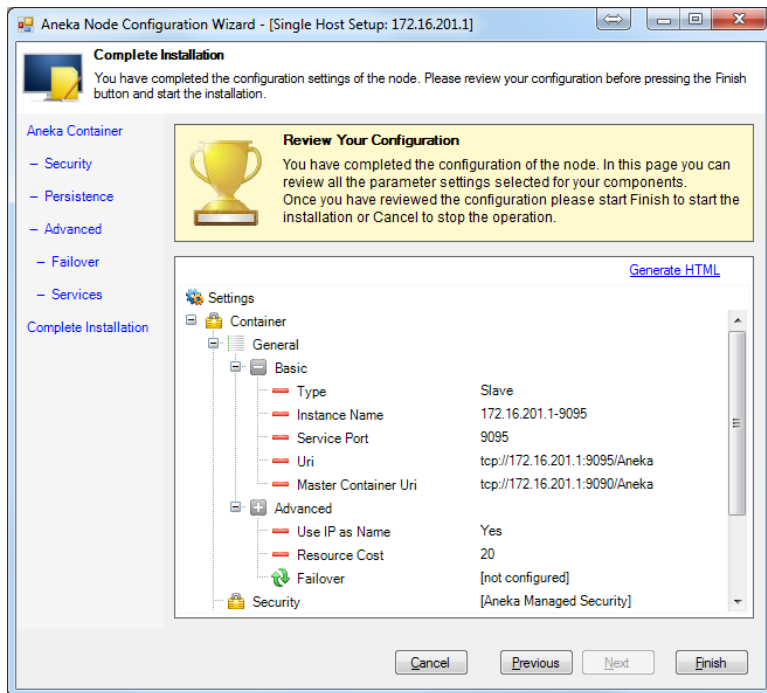 Aneka Node Configuration Wizard - [Single Host Setup: 172.16.201.1]
Complete Installation
You have completed the configuration settings of the node. Please review your configuration before pressing the Finish
button and start the installation.
Aneka Container
– Security
– Persistence
– Advanced
– Failover
– Services
Complete Installation
Review Your Configuration
You have completed the configuration of the node. In this page you can
review all the parameter settings selected for your components.
Once you have reviewed the configuration please start Finish to start the
installation or Cancel to stop the operation.
Generate HTML
Settings
Container
General
Basic
Type Slave
Instance Name 172.16.201.1-9095
Service Port 9095
Uri tcp://172.16.201.1:9095/Aneka
Master Container Uri tcp://172.16.201.1:9090/Aneka
Advanced
Use IP as Name Yes
Resource Cost 20
Failover [not configured]
Security [Aneka Managed Security]
Cancel Previous Next Finish